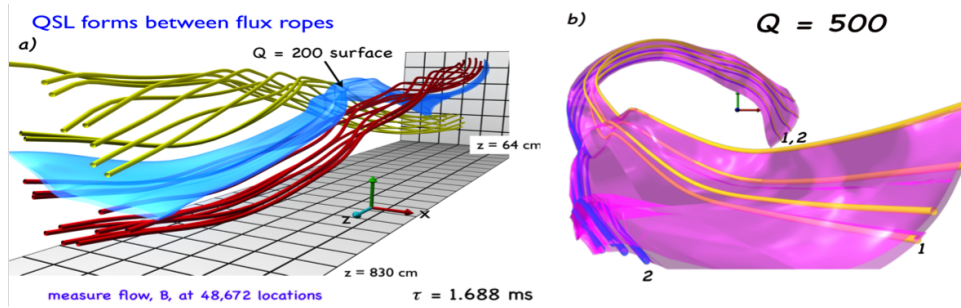 QSL forms between flux ropes
a)
Q = 200 surface
z = 64 cm
z
x
z = 830 cm
measure flow, B, at 48,672 locations
τ = 1.688 ms
b)
Q = 500
1,2
1
2